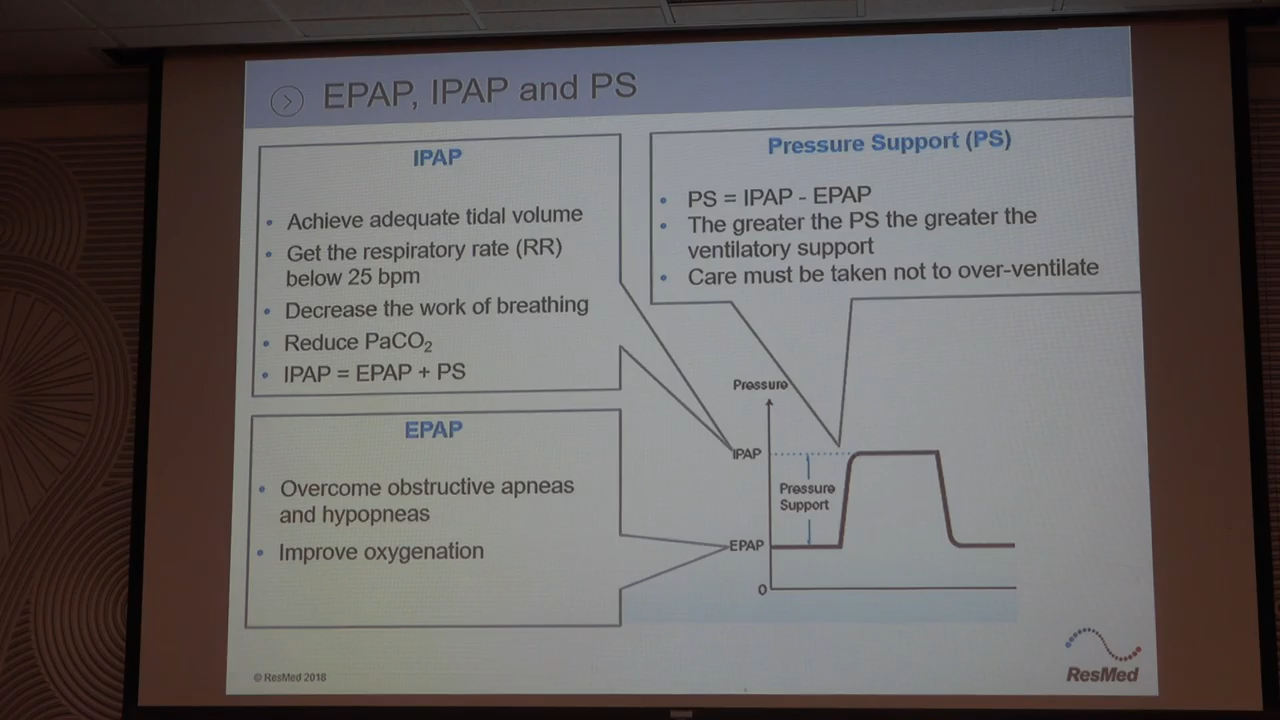 EPAP, IPAP and PS
IPAP
• Achieve adequate tidal volume
• Get the respiratory rate (RR)
below 25 bpm
• Decrease the work of breathing
• Reduce PaCO₂
• IPAP = EPAP + PS
Pressure Support (PS)
• PS = IPAP - EPAP
• The greater the PS the greater the
ventilatory support
• Care must be taken not to over-ventilate
EPAP
• Overcome obstructive apneas
and hypopneas
• Improve oxygenation
Pressure
IPAP
Pressure
Support
EPAP
0
© ResMed 2018
ResMed